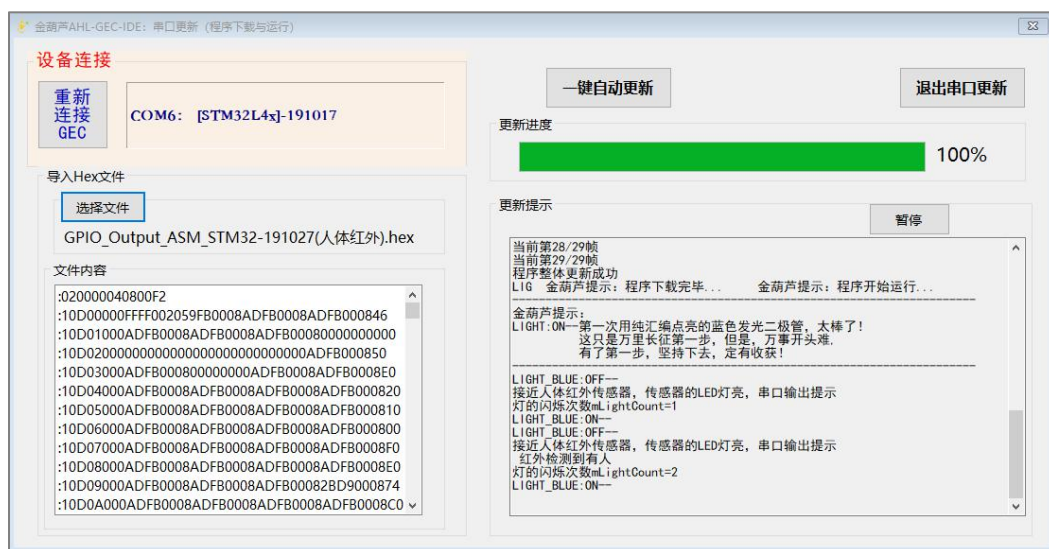 金葫芦AHL-GEC-IDE: 串口更新 (程序下载与运行)
设备连接
重新
连接
GEC
COM6: [STM32L4x]-191017
导入Hex文件
选择文件
GPIO_Output_ASM_STM32-191027(人体红外).hex
文件内容
:020000040800F2
:10D00000FFFF002059FB0008ADFB0008ADFB000846
:10D01000ADFB0008ADFB0008ADFB00080000000000
:10D02000000000000000000000000000ADFB000850
:10D03000ADFB000800000000ADFB0008ADFB0008E0
:10D04000ADFB0008ADFB0008ADFB0008ADFB000820
:10D05000ADFB0008ADFB0008ADFB0008ADFB000810
:10D06000ADFB0008ADFB0008ADFB0008ADFB000800
:10D07000ADFB0008ADFB0008ADFB0008ADFB0008F0
:10D08000ADFB0008ADFB0008ADFB0008ADFB0008E0
:10D09000ADFB0008ADFB0008ADFB00082BD9000874
:10D0A000ADFB0008ADFB0008ADFB0008ADFB0008C0
一键自动更新
退出串口更新
更新进度
100%
更新提示
暂停
当前第28/29帧
当前第29/29帧
程序整体更新成功
LIG 金葫芦提示: 程序下载完毕... 金葫芦提示: 程序开始运行...
金葫芦提示:
LIGHT:ON--第一次用纯汇编点亮的蓝色发光二极管, 太棒了!
这只是万里长征第一步, 但是, 万事开头难.
有了第一步, 坚持下去, 定有收获!
LIGHT_BLUE:OFF--
接近人体红外传感器, 传感器的LED灯亮, 串口输出提示
灯的闪烁次数mLightCount=1
LIGHT_BLUE:ON--
LIGHT_BLUE:OFF--
接近人体红外传感器, 传感器的LED灯亮, 串口输出提示
红外检测到有人
灯的闪烁次数mLightCount=2
LIGHT_BLUE:ON--